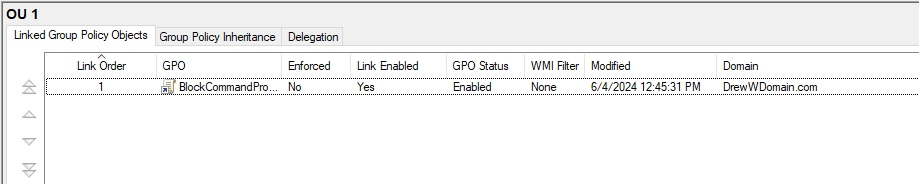 OU 1
Linked Group Policy Objects Group Policy Inheritance Delegation
Link Order GPO Enforced Link Enabled GPO Status WMI Filter Modified Domain
1 BlockCommandPro... No Yes Enabled None 6/4/2024 12:45:31 PM DrewWDomain.com